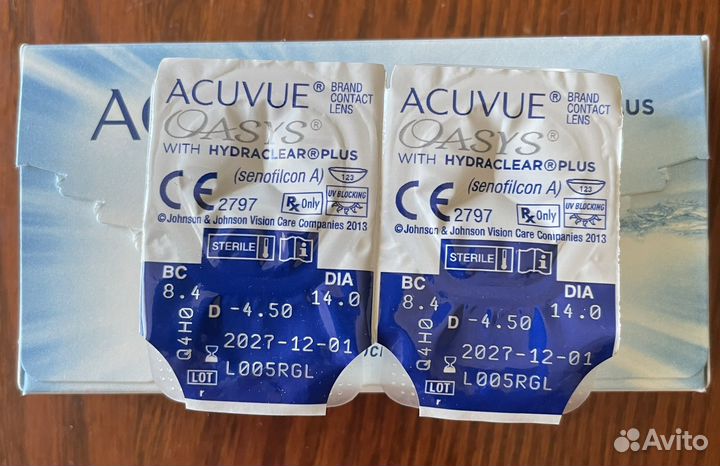 PLUS
ACUVUE® BRAND CONTACT LENS
OASYS®
WITH HYDRACLEAR®PLUS
(senofilcon A)
123
CE 2797
Rx Only
UV BLOCKING
©Johnson & Johnson Vision Care Companies 2013
STERILE
i
BC
DIA
8.4
14.0
D -4.50
Q4H0
2027-12-01
LOT
L005RGL
r
ACUVUE® BRAND CONTACT LENS
OASYS®
WITH HYDRACLEAR®PLUS
(senofilcon A)
123
CE 2797
Rx Only
UV BLOCKING
©Johnson & Johnson Vision Care Companies 2013
STERILE
i
BC
DIA
8.4
14.0
D -4.50
Q4H0
2027-12-01
LOT
L005RGL
r
Avito